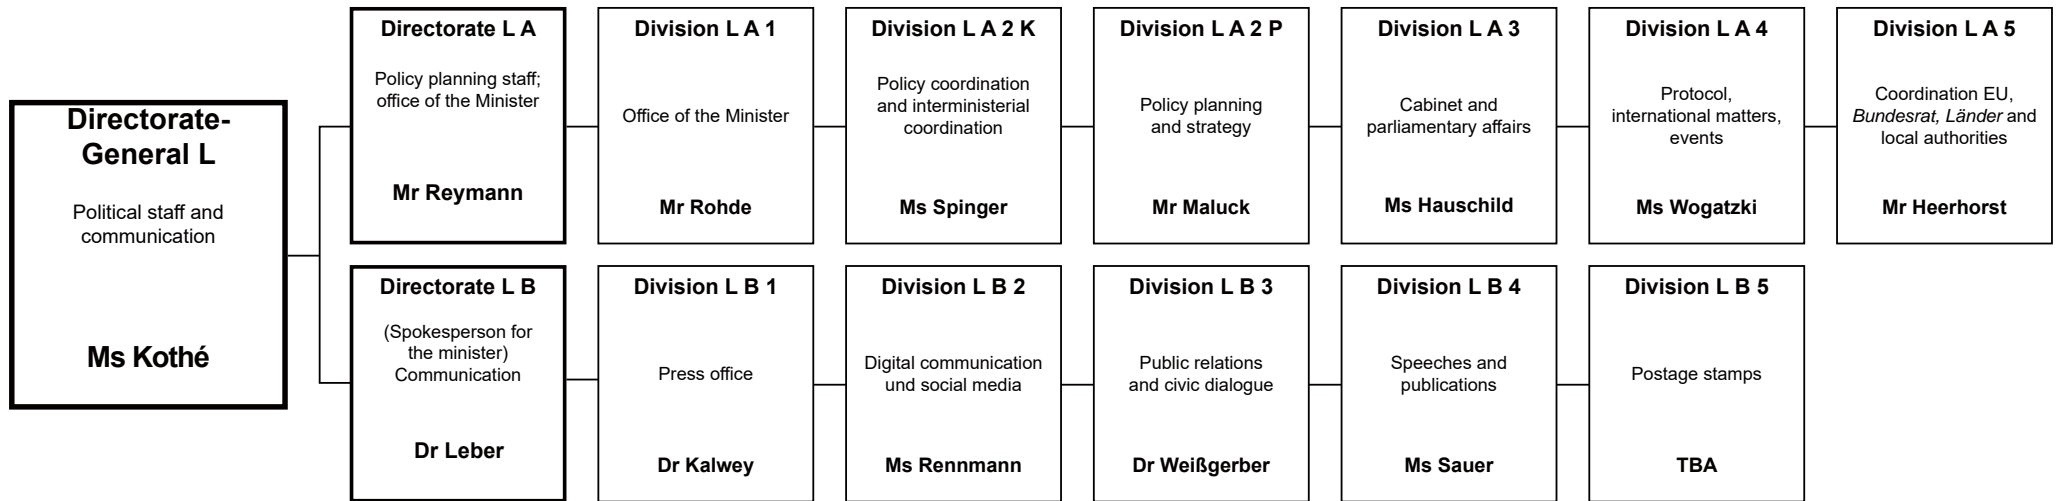 Directorate-
General L
Political staff and
communication
Ms Kothé
Directorate L A
Policy planning staff;
office of the Minister
Mr Reymann
Division L A 1
Office of the Minister
Mr Rohde
Division L A 2 K
Policy coordination
and interministerial
coordination
Ms Spinger
Division L A 2 P
Policy planning
and strategy
Mr Maluck
Division L A 3
Cabinet and
parliamentary affairs
Ms Hauschild
Division L A 4
Protocol,
international matters,
events
Ms Wogatzki
Division L A 5
Coordination EU,
Bundesrat, Länder and
local authorities
Mr Heerhorst
Directorate L B
(Spokesperson for
the minister)
Communication
Dr Leber
Division L B 1
Press office
Dr Kalwey
Division L B 2
Digital communication
und social media
Ms Rennmann
Division L B 3
Public relations
and civic dialogue
Dr Weißgerber
Division L B 4
Speeches and
publications
Ms Sauer
Division L B 5
Postage stamps
TBA